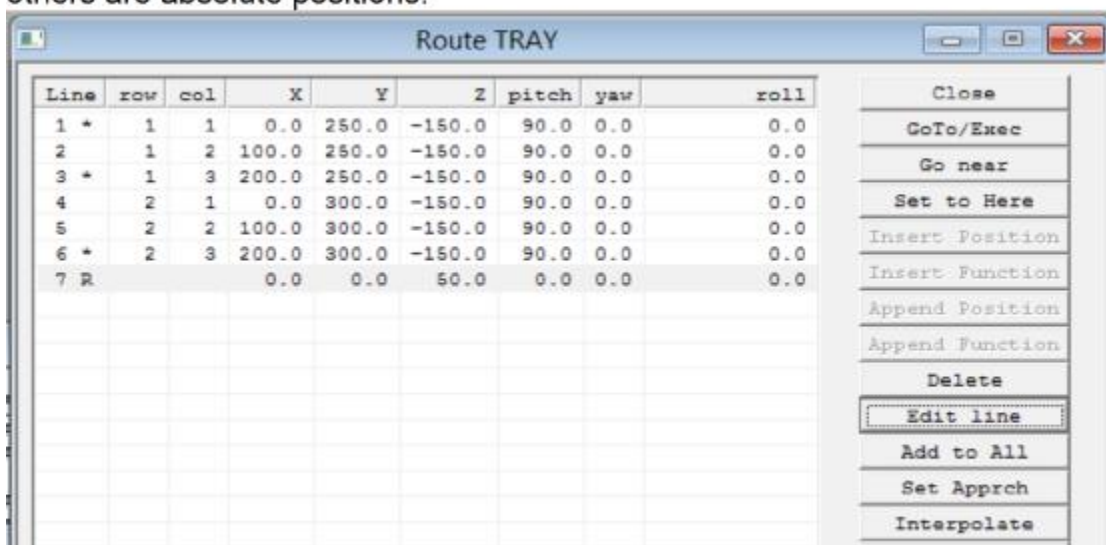 others are absolute positions.
Route TRAY
Line row col X Y Z pitch yaw roll
1 * 1 1 0.0 250.0 -150.0 90.0 0.0 0.0
2 1 2 100.0 250.0 -150.0 90.0 0.0 0.0
3 * 1 3 200.0 250.0 -150.0 90.0 0.0 0.0
4 2 1 0.0 300.0 -150.0 90.0 0.0 0.0
5 2 2 100.0 300.0 -150.0 90.0 0.0 0.0
6 * 2 3 200.0 300.0 -150.0 90.0 0.0 0.0
7 R 0.0 0.0 50.0 0.0 0.0 0.0
Close
GoTo/Exec
Go near
Set to Here
Insert Position
Insert Function
Append Position
Append Function
Delete
Edit line
Add to All
Set Apprch
Interpolate